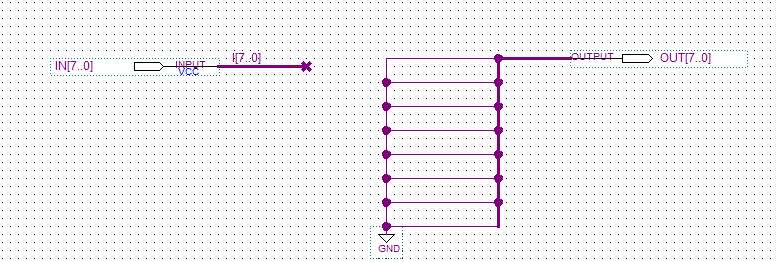 IN[7..0]
INPUT
VCC
I[7..0]
OUTPUT
OUT[7..0]
GND